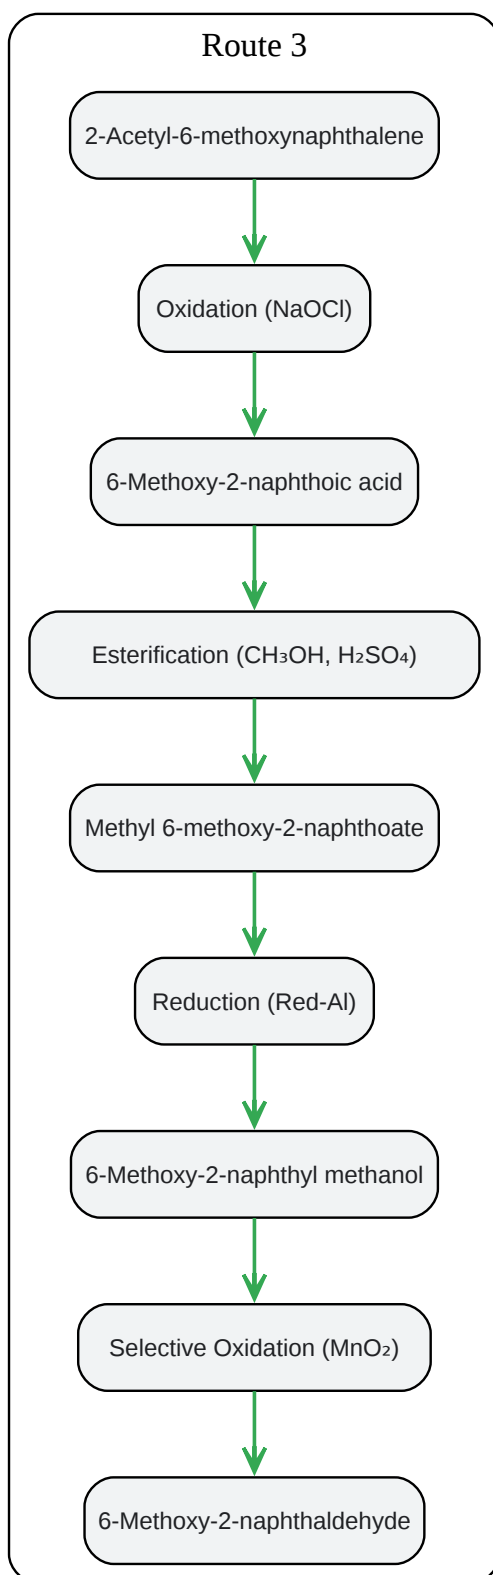 Route 3
2-Acetyl-6-methoxynaphthalene
Oxidation (NaOCl)
6-Methoxy-2-naphthoic acid
Esterification (CH₃OH, H₂SO₄)
Methyl 6-methoxy-2-naphthoate
Reduction (Red-Al)
6-Methoxy-2-naphthyl methanol
Selective Oxidation (MnO₂)
6-Methoxy-2-naphthaldehyde